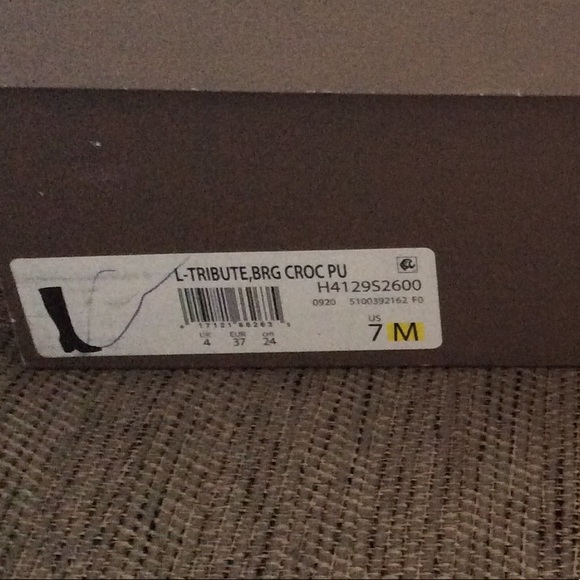 L-TRIBUTE,BRG CROC PU
H4129S2600
0920 5100392162 F0
UK EUR CM
4 37 24
US
7 M